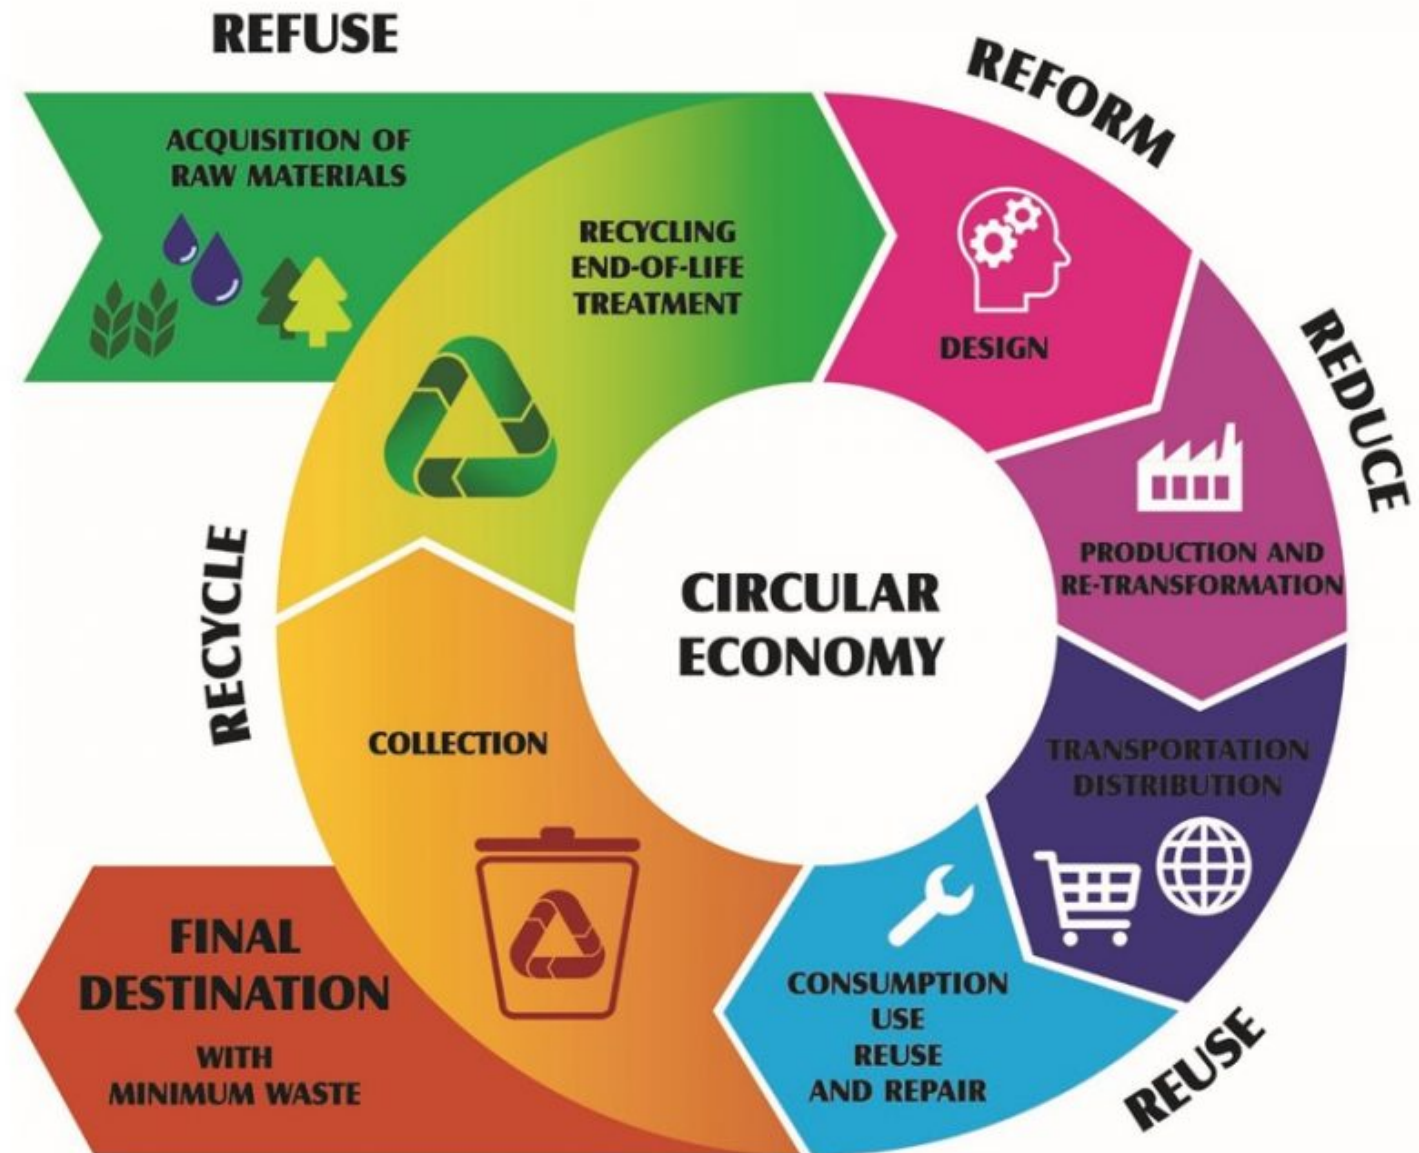 REFUSE
REFORM
ACQUISITION OF
RAW MATERIALS
RECYCLING
END-OF-LIFE
TREATMENT
DESIGN
REDUCE
PRODUCTION AND
RE-TRANSFORMATION
CIRCULAR
ECONOMY
RECYCLE
COLLECTION
TRANSPORTATION
DISTRIBUTION
FINAL
DESTINATION
WITH
MINIMUM WASTE
CONSUMPTION
USE
REUSE
AND REPAIR
REUSE